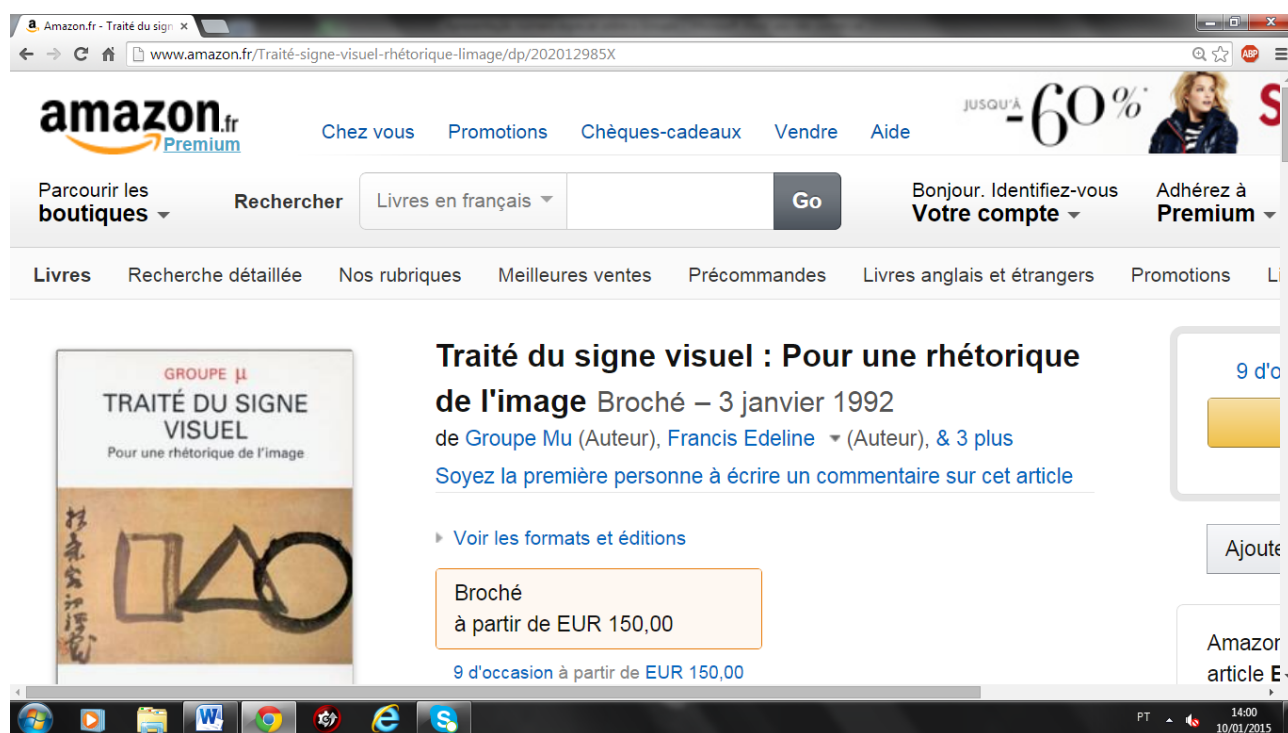 Amazon.fr - Traité du sign
www.amazon.fr/Traité-signe-visuel-rhétorique-limage/dp/202012985X
ABP
amazon.fr
Premium
Chez vous Promotions Chèques-cadeaux Vendre Aide
JUSQU'À -60%* S
Parcourir les
boutiques
Rechercher Livres en français Go
Bonjour. Identifiez-vous
Votre compte
Adhérez à
Premium
Livres Recherche détaillée Nos rubriques Meilleures ventes Précommandes Livres anglais et étrangers Promotions Li
GROUPE µ
TRAITÉ DU SIGNE
VISUEL
Pour une rhétorique de l'image
Traité du signe visuel : Pour une rhétorique
de l'image Broché – 3 janvier 1992
de Groupe Mu (Auteur), Francis Edeline (Auteur), & 3 plus
Soyez la première personne à écrire un commentaire sur cet article
Voir les formats et éditions
Broché
à partir de EUR 150,00
9 d'occasion à partir de EUR 150,00
9 d'o
Ajoute
Amazon
article E
PT
14:00
10/01/2015